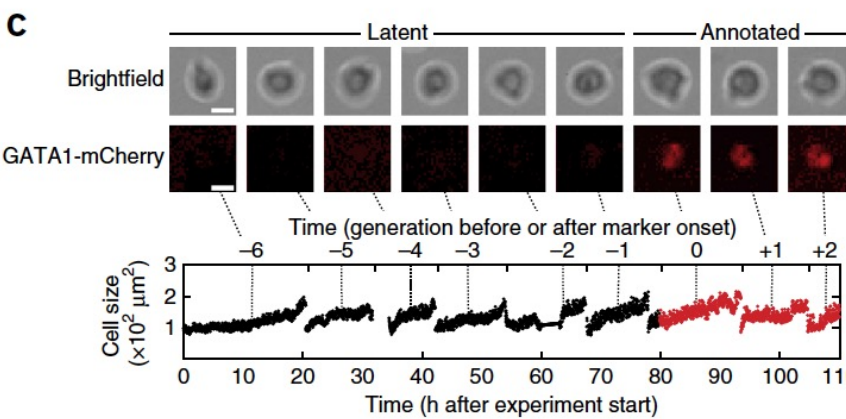 C
Latent Annotated
Brightfield
GATA1-mCherry
Time (generation before or after marker onset)
–6 –5 –4 –3 –2 –1 0 +1 +2
Cell size
(×10² µm²)
3
2
1
0 10 20 30 40 50 60 70 80 90 100 110
Time (h after experiment start)